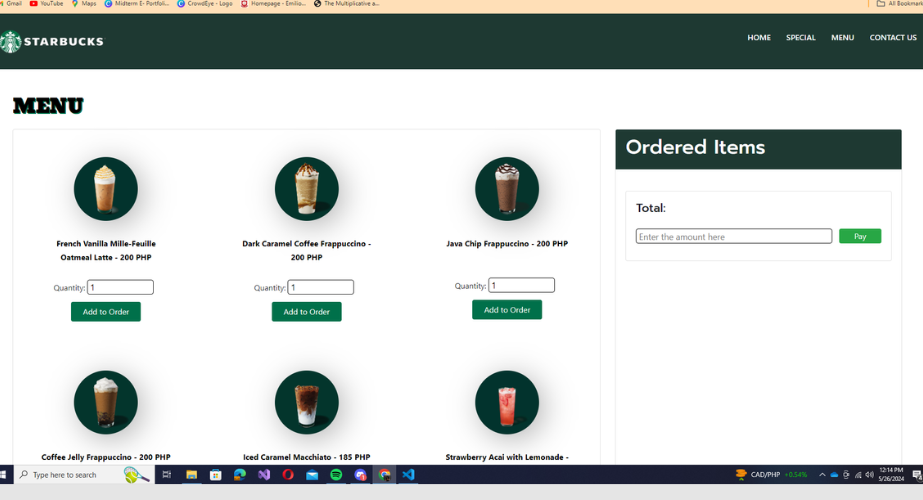 Gmail
YouTube
Maps
Midterm E- Portfoli...
CrowdEye - Logo
Homepage - Emilio...
The Multiplicative a...
All Bookmark
STARBUCKS
HOME
SPECIAL
MENU
CONTACT US
MENU
French Vanilla Mille-Feuille
Oatmeal Latte - 200 PHP
Quantity: 1
Add to Order
Dark Caramel Coffee Frappuccino -
200 PHP
Quantity: 1
Add to Order
Java Chip Frappuccino - 200 PHP
Quantity: 1
Add to Order
Coffee Jelly Frappuccino - 200 PHP
Iced Caramel Macchiato - 185 PHP
Strawberry Acai with Lemonade -
Ordered Items
Total:
Enter the amount here
Pay
Type here to search
CAD/PHP +0.54%
12:14 PM
5/26/2024